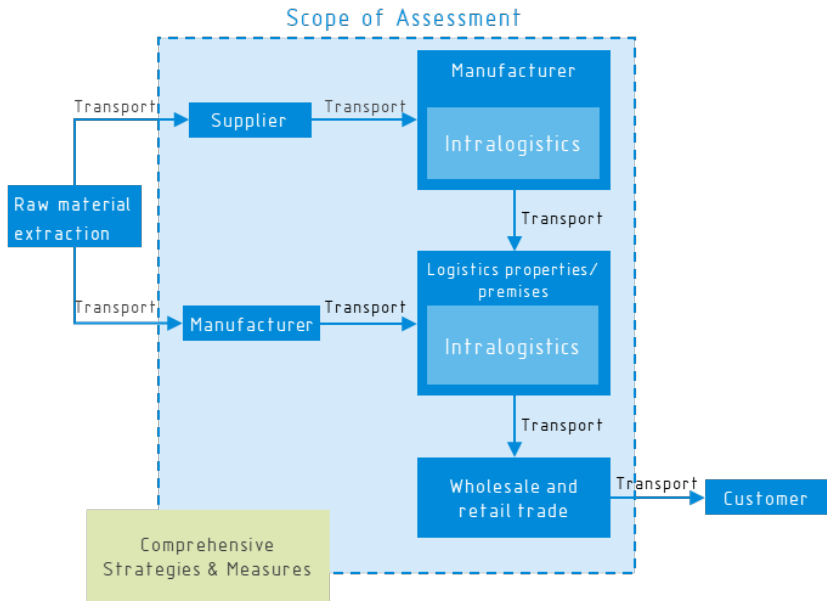 Scope of Assessment
Manufacturer
Transport
Transport
Supplier
Intralogistics
Raw material
extraction
Transport
Logistics properties/
premises
Transport
Transport
Manufacturer
Intralogistics
Transport
Wholesale and
retail trade
Transport
Customer
Comprehensive
Strategies & Measures